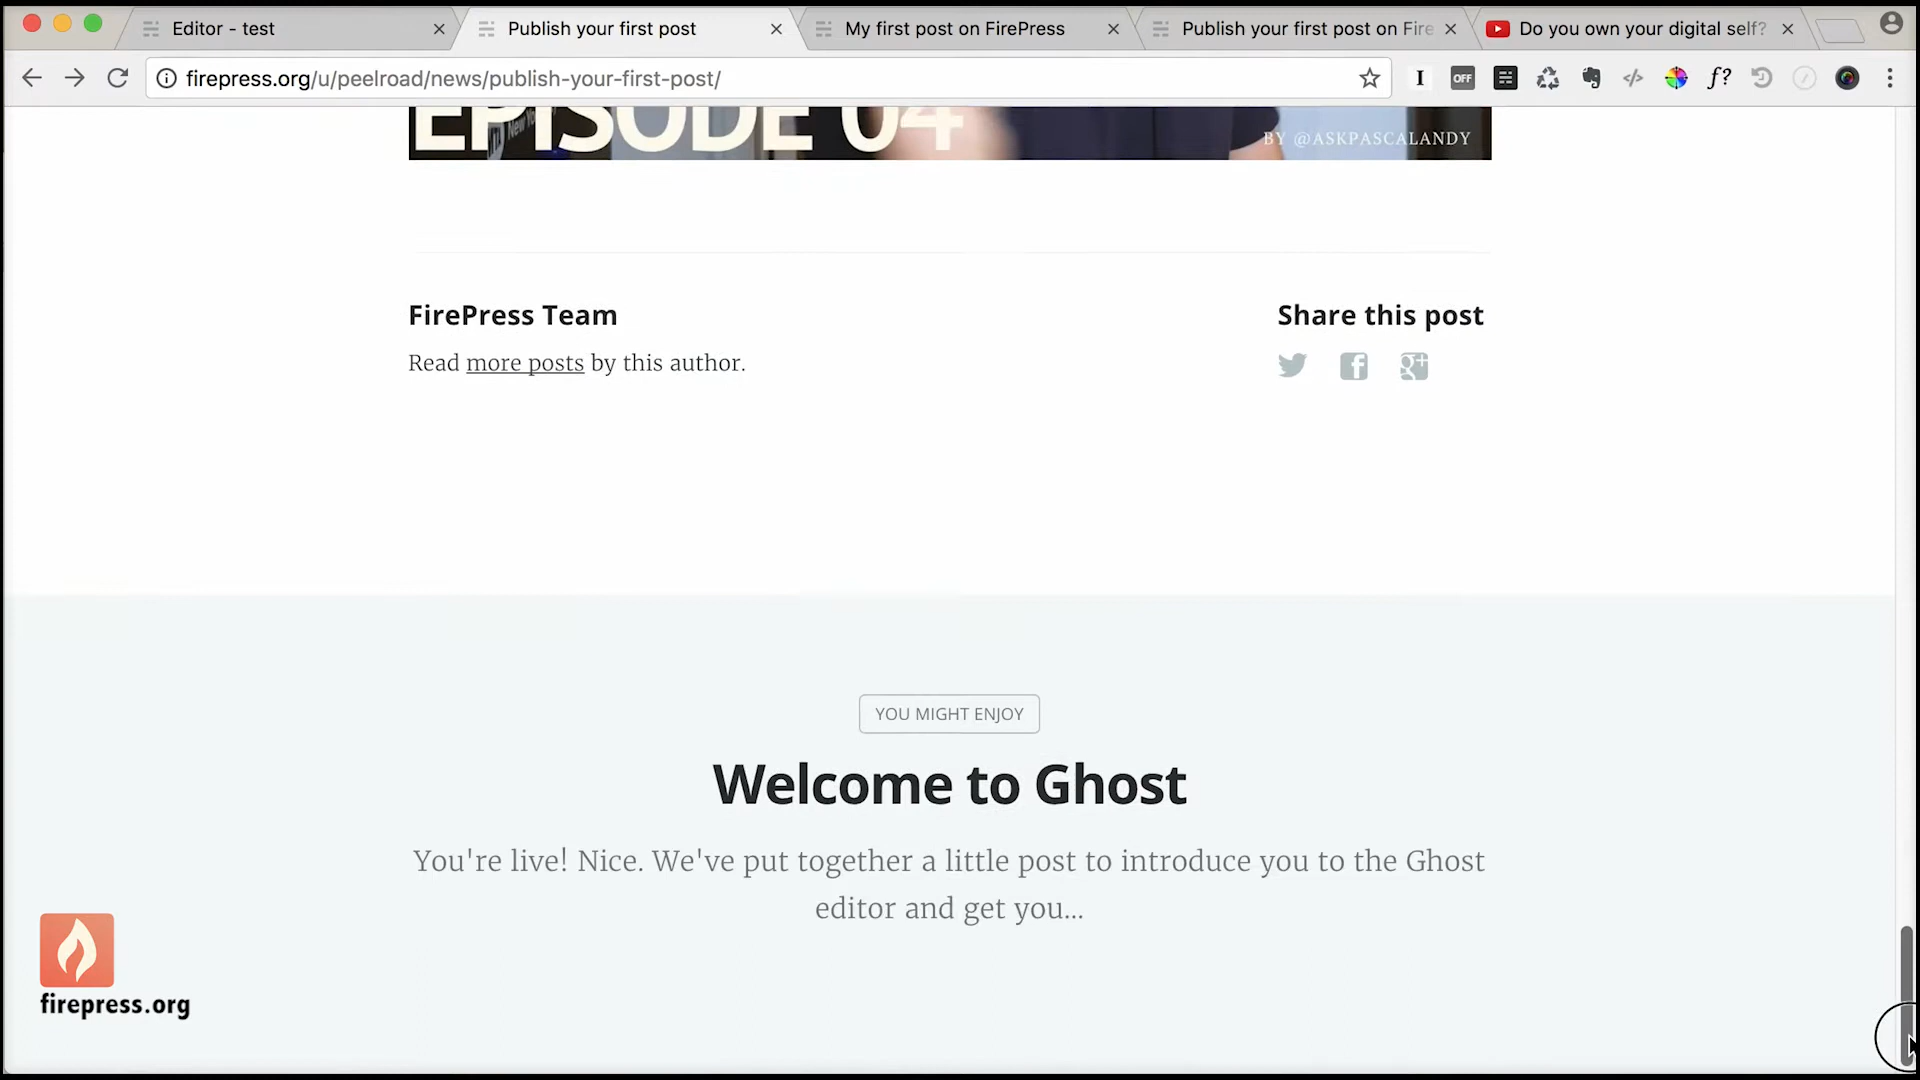 Editor - test
Publish your first post
My first post on FirePress
Publish your first post on Fire
Do you own your digital self?
firepress.org/u/peelroad/news/publish-your-first-post/
I
OFF
</>
f?
EPISODE 04
New Yo
BY @ASKPASCALANDY
FirePress Team
Share this post
Read more posts by this author.
YOU MIGHT ENJOY
Welcome to Ghost
You're live! Nice. We've put together a little post to introduce you to the Ghost
editor and get you...
firepress.org